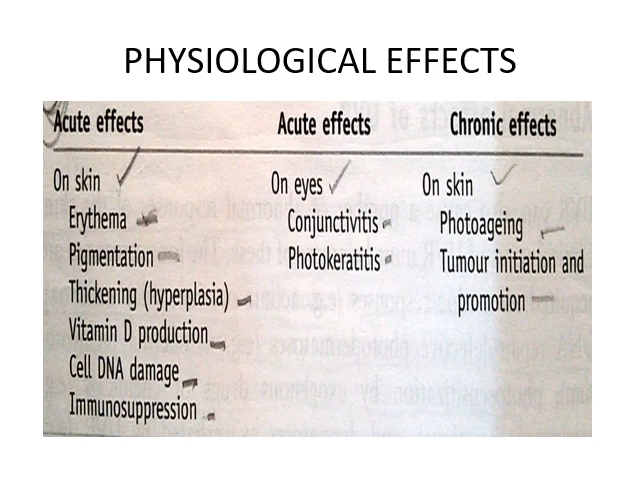 PHYSIOLOGICAL EFFECTS
Acute effects
On skin
Erythema
Pigmentation
Thickening (hyperplasia)
Vitamin D production
Cell DNA damage
Immunosuppression
Acute effects
On eyes
Conjunctivitis
Photokeratitis
Chronic effects
On skin
Photoageing
Tumour initiation and
promotion